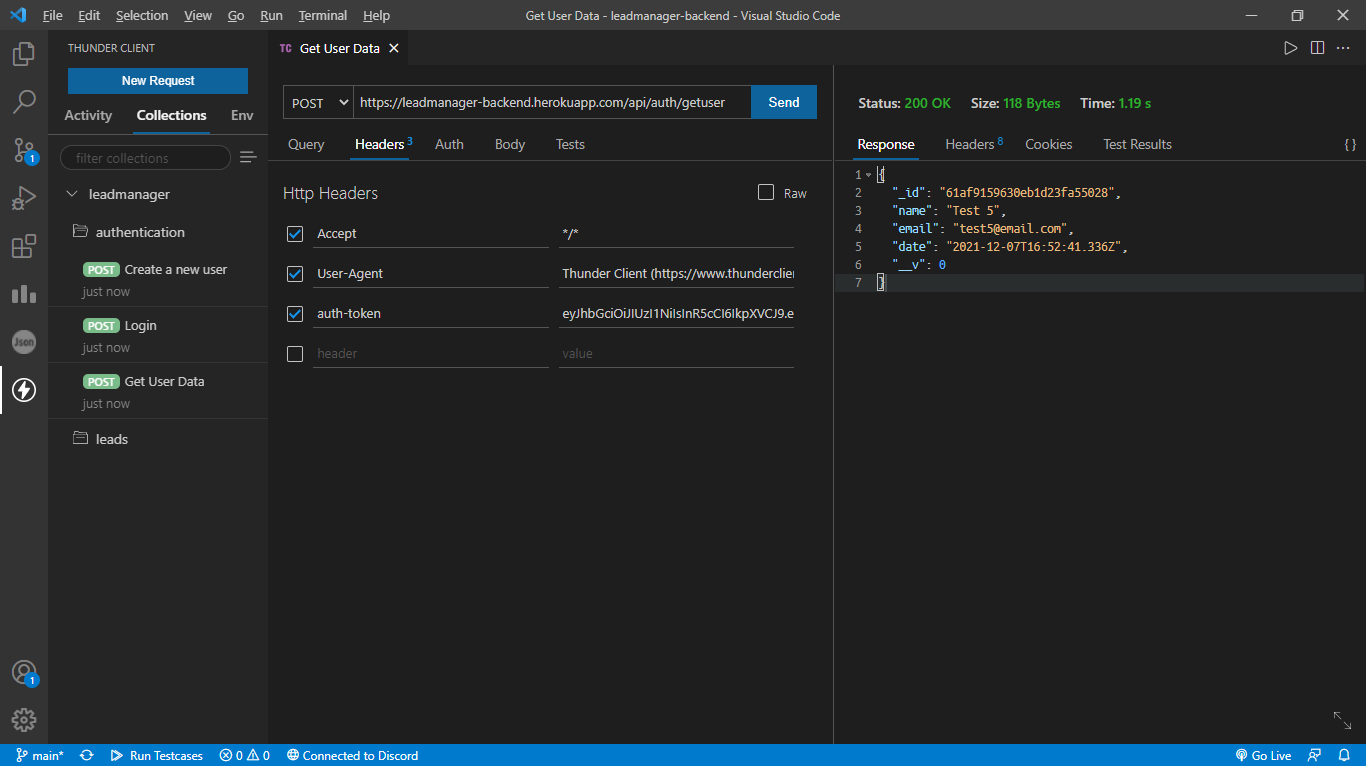 File Edit Selection View Go Run Terminal Help
Get User Data - leadmanager-backend - Visual Studio Code
THUNDER CLIENT
New Request
Activity Collections Env
filter collections
leadmanager
authentication
POST Create a new user
just now
POST Login
just now
POST Get User Data
just now
leads
TC Get User Data
POST https://leadmanager-backend.herokuapp.com/api/auth/getuser Send
Query Headers 3 Auth Body Tests
Http Headers Raw
Accept */*
User-Agent Thunder Client (https://www.thunderclie
auth-token eyJhbGciOiJIUzI1NiIsInR5cCI6IkpXVCJ9.e
header value
Status: 200 OK Size: 118 Bytes Time: 1.19 s
Response Headers 8 Cookies Test Results {}
1 {
2 "_id": "61af9159630eb1d23fa55028",
3 "name": "Test 5",
4 "email": "test5@email.com",
5 "date": "2021-12-07T16:52:41.336Z",
6 "__v": 0
7 }
1
Json
1
main* Run Testcases 0 0 Connected to Discord Go Live